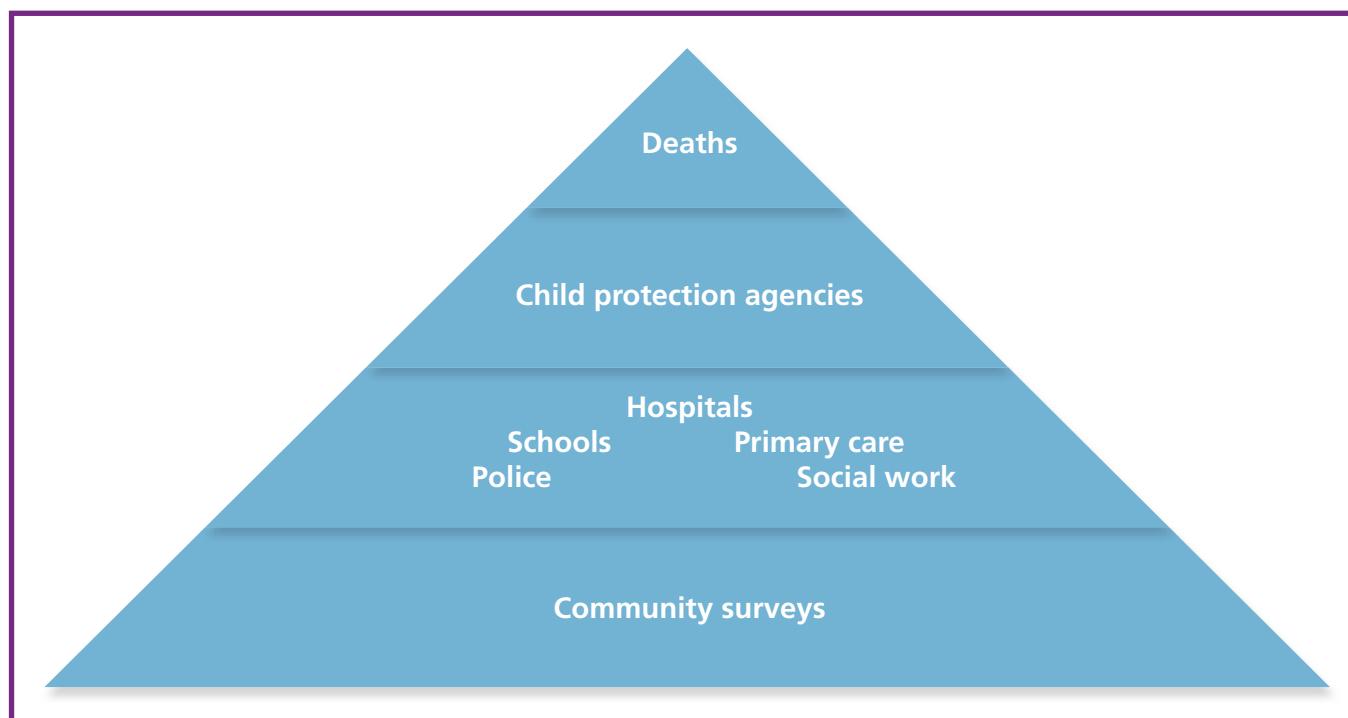 Deaths
Child protection agencies
Hospitals
Schools Primary care
Police Social work
Community surveys